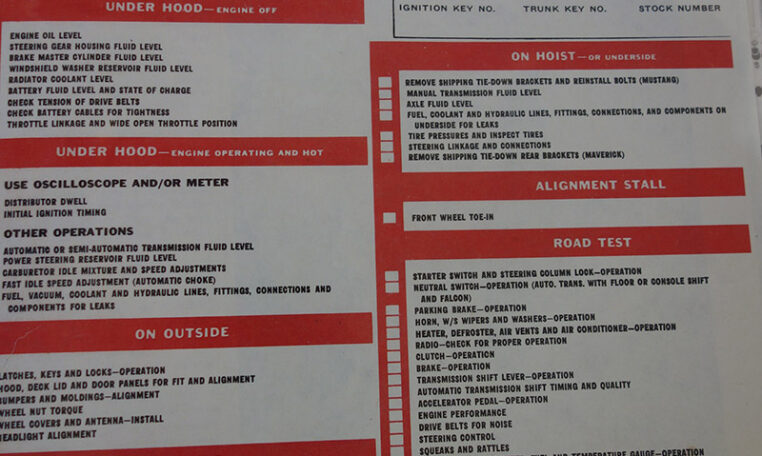 UNDER HOOD—ENGINE OFF
ENGINE OIL LEVEL
STEERING GEAR HOUSING FLUID LEVEL
BRAKE MASTER CYLINDER FLUID LEVEL
WINDSHIELD WASHER RESERVOIR FLUID LEVEL
RADIATOR COOLANT LEVEL
BATTERY FLUID LEVEL AND STATE OF CHARGE
CHECK TENSION OF DRIVE BELTS
CHECK BATTERY CABLES FOR TIGHTNESS
THROTTLE LINKAGE AND WIDE OPEN THROTTLE POSITION
UNDER HOOD—ENGINE OPERATING AND HOT
USE OSCILLOSCOPE AND/OR METER
DISTRIBUTOR DWELL
INITIAL IGNITION TIMING
OTHER OPERATIONS
AUTOMATIC OR SEMI-AUTOMATIC TRANSMISSION FLUID LEVEL
POWER STEERING RESERVOIR FLUID LEVEL
CARBURETOR IDLE MIXTURE AND SPEED ADJUSTMENTS
FAST IDLE SPEED ADJUSTMENT (AUTOMATIC CHOKE)
FUEL, VACUUM, COOLANT AND HYDRAULIC LINES, FITTINGS, CONNECTIONS AND
COMPONENTS FOR LEAKS
ON OUTSIDE
LATCHES, KEYS AND LOCKS—OPERATION
HOOD, DECK LID AND DOOR PANELS FOR FIT AND ALIGNMENT
BUMPERS AND MOLDINGS—ALIGNMENT
WHEEL NUT TORQUE
WHEEL COVERS AND ANTENNA—INSTALL
HEADLIGHT ALIGNMENT
IGNITION KEY NO. TRUNK KEY NO. STOCK NUMBER
ON HOIST—OR UNDERSIDE
REMOVE SHIPPING TIE-DOWN BRACKETS AND REINSTALL BOLTS (MUSTANG)
MANUAL TRANSMISSION FLUID LEVEL
AXLE FLUID LEVEL
FUEL, COOLANT AND HYDRAULIC LINES, FITTINGS, CONNECTIONS, AND COMPONENTS ON
UNDERSIDE FOR LEAKS
TIRE PRESSURES AND INSPECT TIRES
STEERING LINKAGE AND CONNECTIONS
REMOVE SHIPPING TIE-DOWN REAR BRACKETS (MAVERICK)
ALIGNMENT STALL
FRONT WHEEL TOE-IN
ROAD TEST
STARTER SWITCH AND STEERING COLUMN LOCK—OPERATION
NEUTRAL SWITCH—OPERATION (AUTO. TRANS. WITH FLOOR OR CONSOLE SHIFT
AND FALCON)
PARKING BRAKE—OPERATION
HORN, W/S WIPERS AND WASHERS—OPERATION
HEATER, DEFROSTER, AIR VENTS AND AIR CONDITIONER—OPERATION
RADIO—CHECK FOR PROPER OPERATION
CLUTCH—OPERATION
BRAKE—OPERATION
TRANSMISSION SHIFT LEVER—OPERATION
AUTOMATIC TRANSMISSION SHIFT TIMING AND QUALITY
ACCELERATOR PEDAL—OPERATION
ENGINE PERFORMANCE
DRIVE BELTS FOR NOISE
STEERING CONTROL
SQUEAKS AND RATTLES
AND TEMPERATURE GAUGE—OPERATION